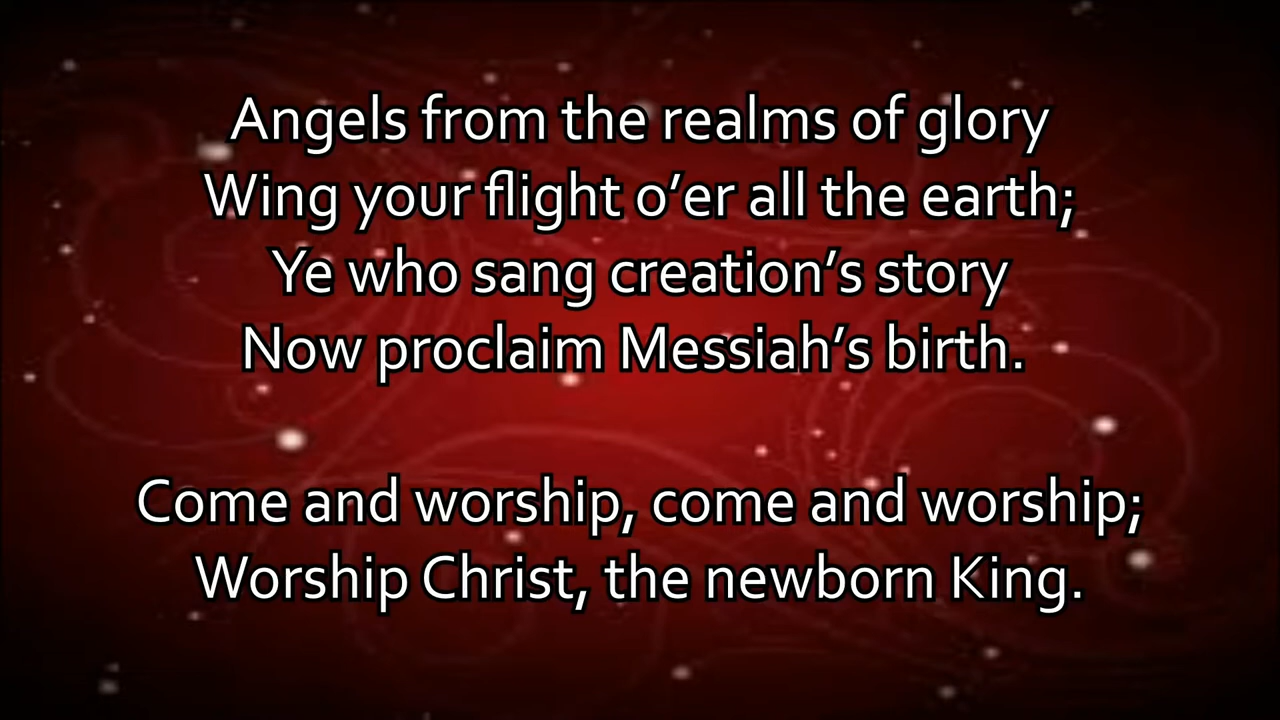 Angels from the realms of glory
Wing your flight o’er all the earth;
Ye who sang creation’s story
Now proclaim Messiah’s birth.
Come and worship, come and worship;
Worship Christ, the newborn King.